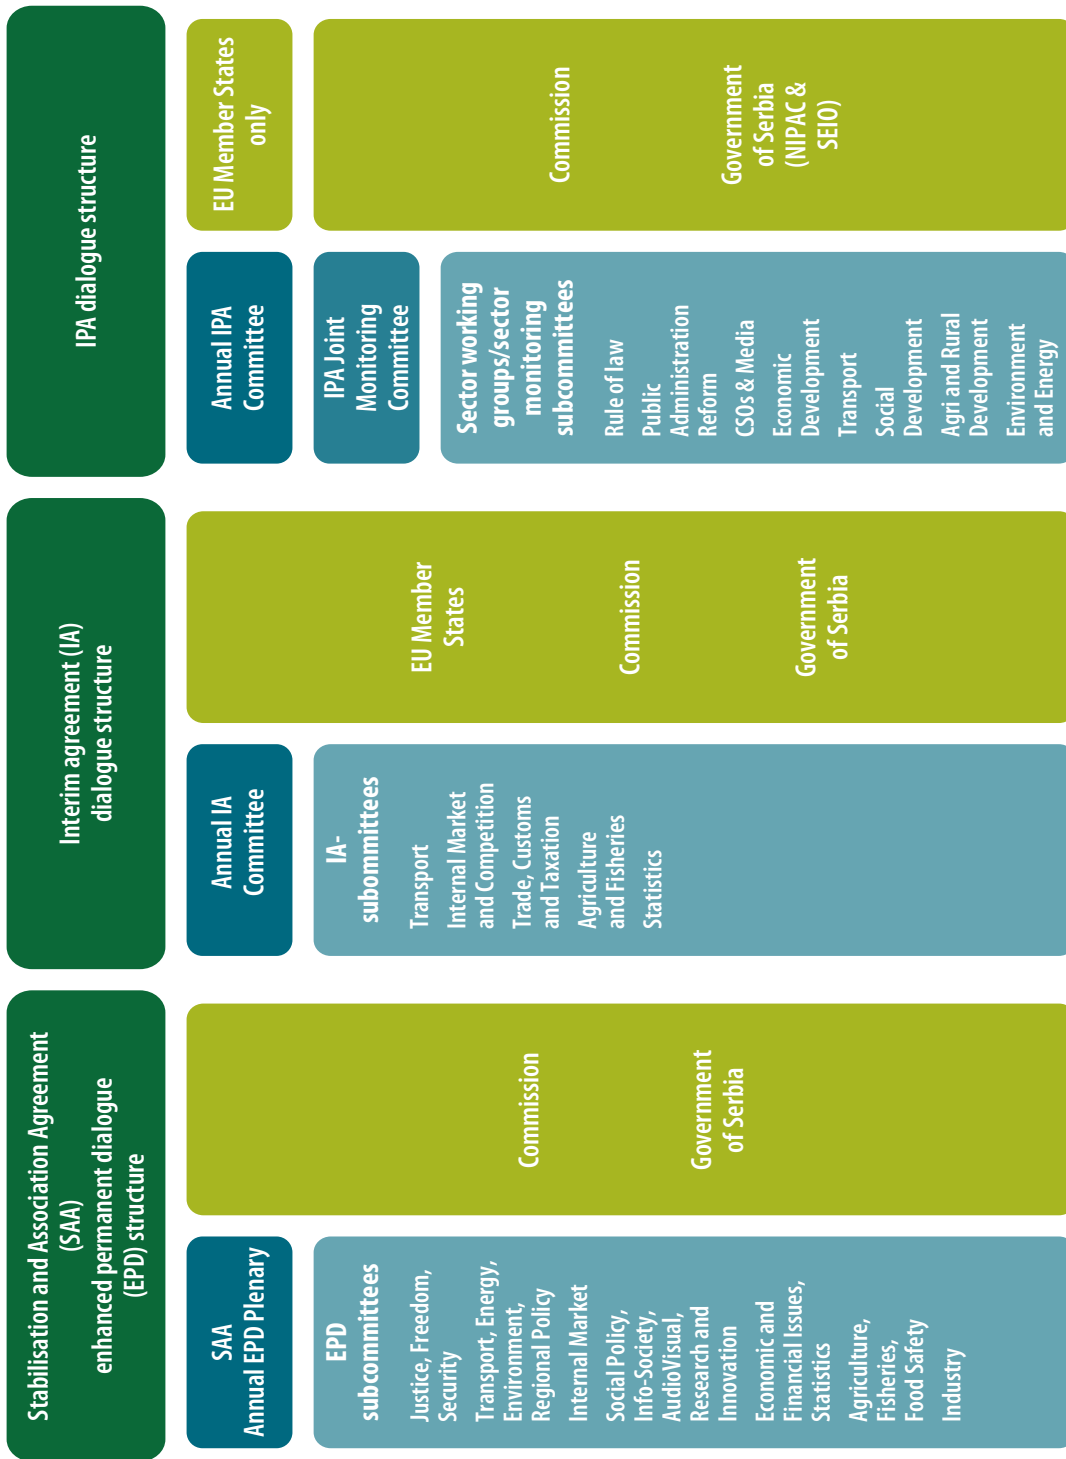 Stabilisation and Association Agreement
(SAA)
enhanced permanent dialogue
(EPD) structure
SAA
Annual EPD Plenary
EPD
subcommittees
Justice, Freedom,
Security
Transport, Energy,
Environment,
Regional Policy
Internal Market
Social Policy,
Info-Society,
AudioVisual,
Research and
Innovation
Economic and
Financial Issues,
Statistics
Agriculture,
Fisheries,
Food Safety
Industry
Commission
Government
of Serbia
Interim agreement (IA)
dialogue structure
Annual IA
Committee
IA-
subommittees
Transport
Internal Market
and Competition
Trade, Customs
and Taxation
Agriculture
and Fisheries
Statistics
EU Member
States
Commission
Government
of Serbia
IPA dialogue structure
Annual IPA
Committee
IPA Joint
Monitoring
Committee
Sector working
groups/sector
monitoring
subcommittees
Rule of law
Public
Administration
Reform
CSOs & Media
Economic
Development
Transport
Social
Development
Agri and Rural
Development
Environment
and Energy
EU Member States
only
Commission
Government
of Serbia
(NIPAC &
SEIO)